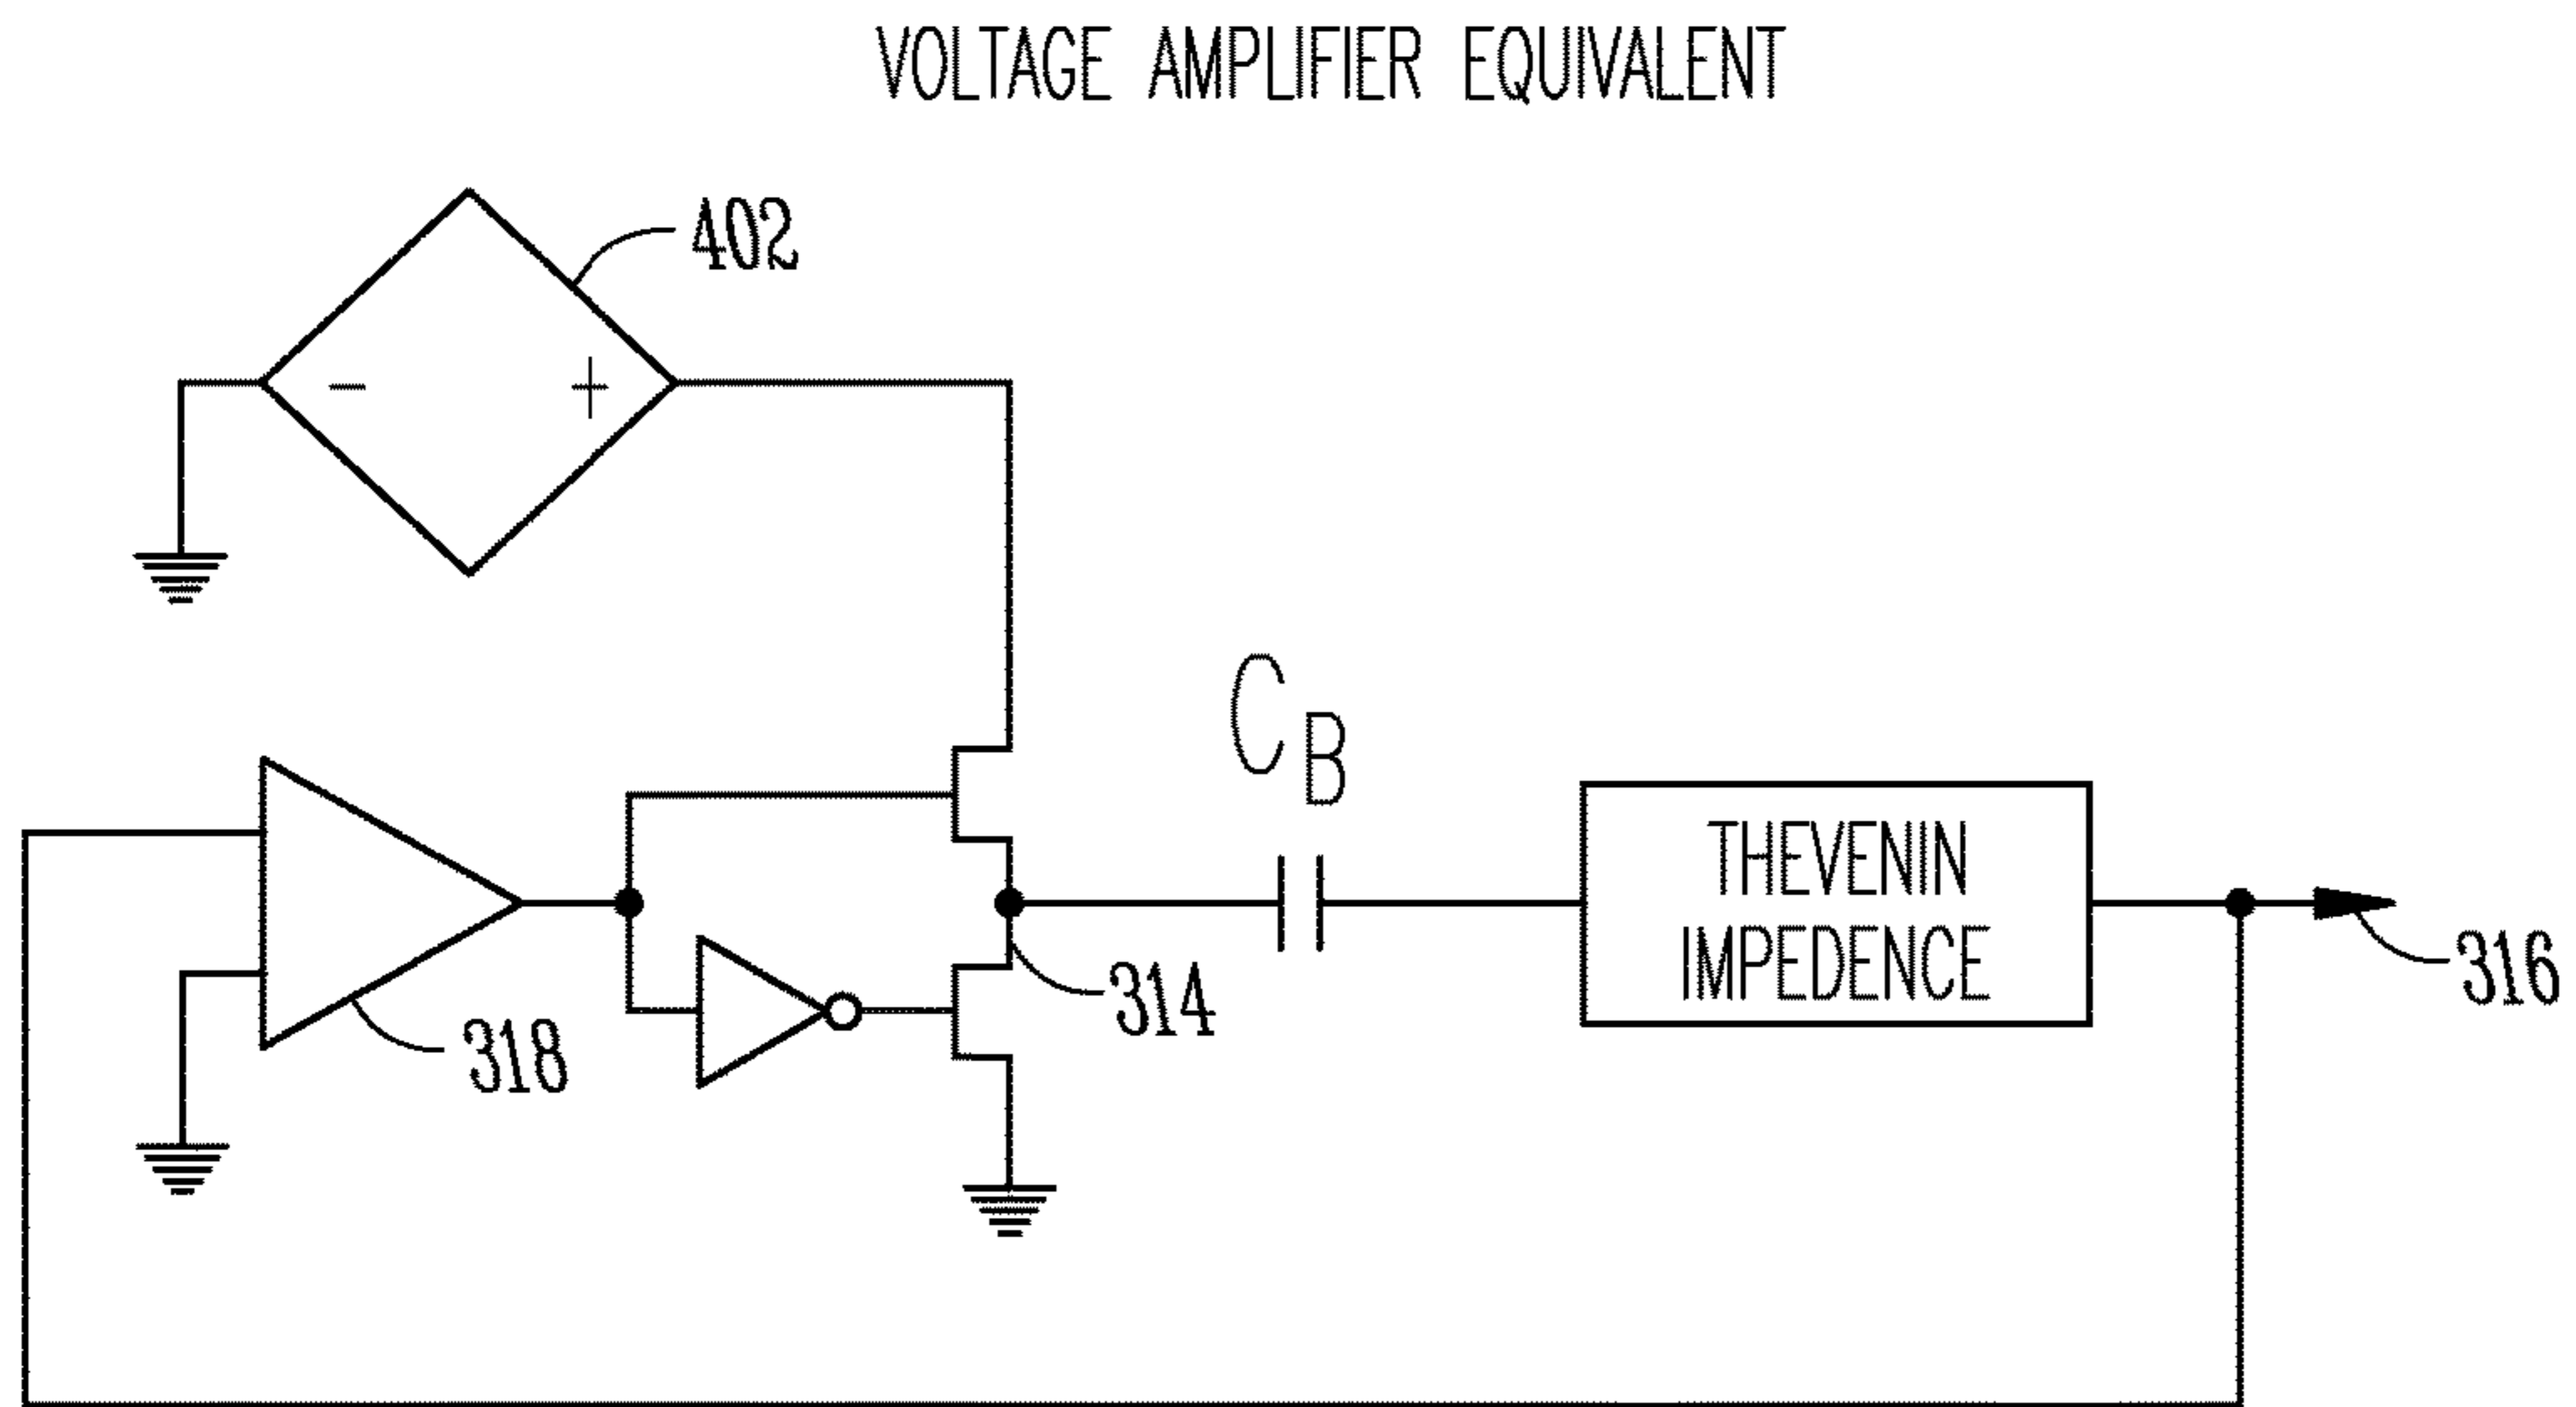 VOLTAGE AMPLIFIER EQUIVALENT
402
- +
C B
THEVENIN
IMPEDENCE
314
316
318